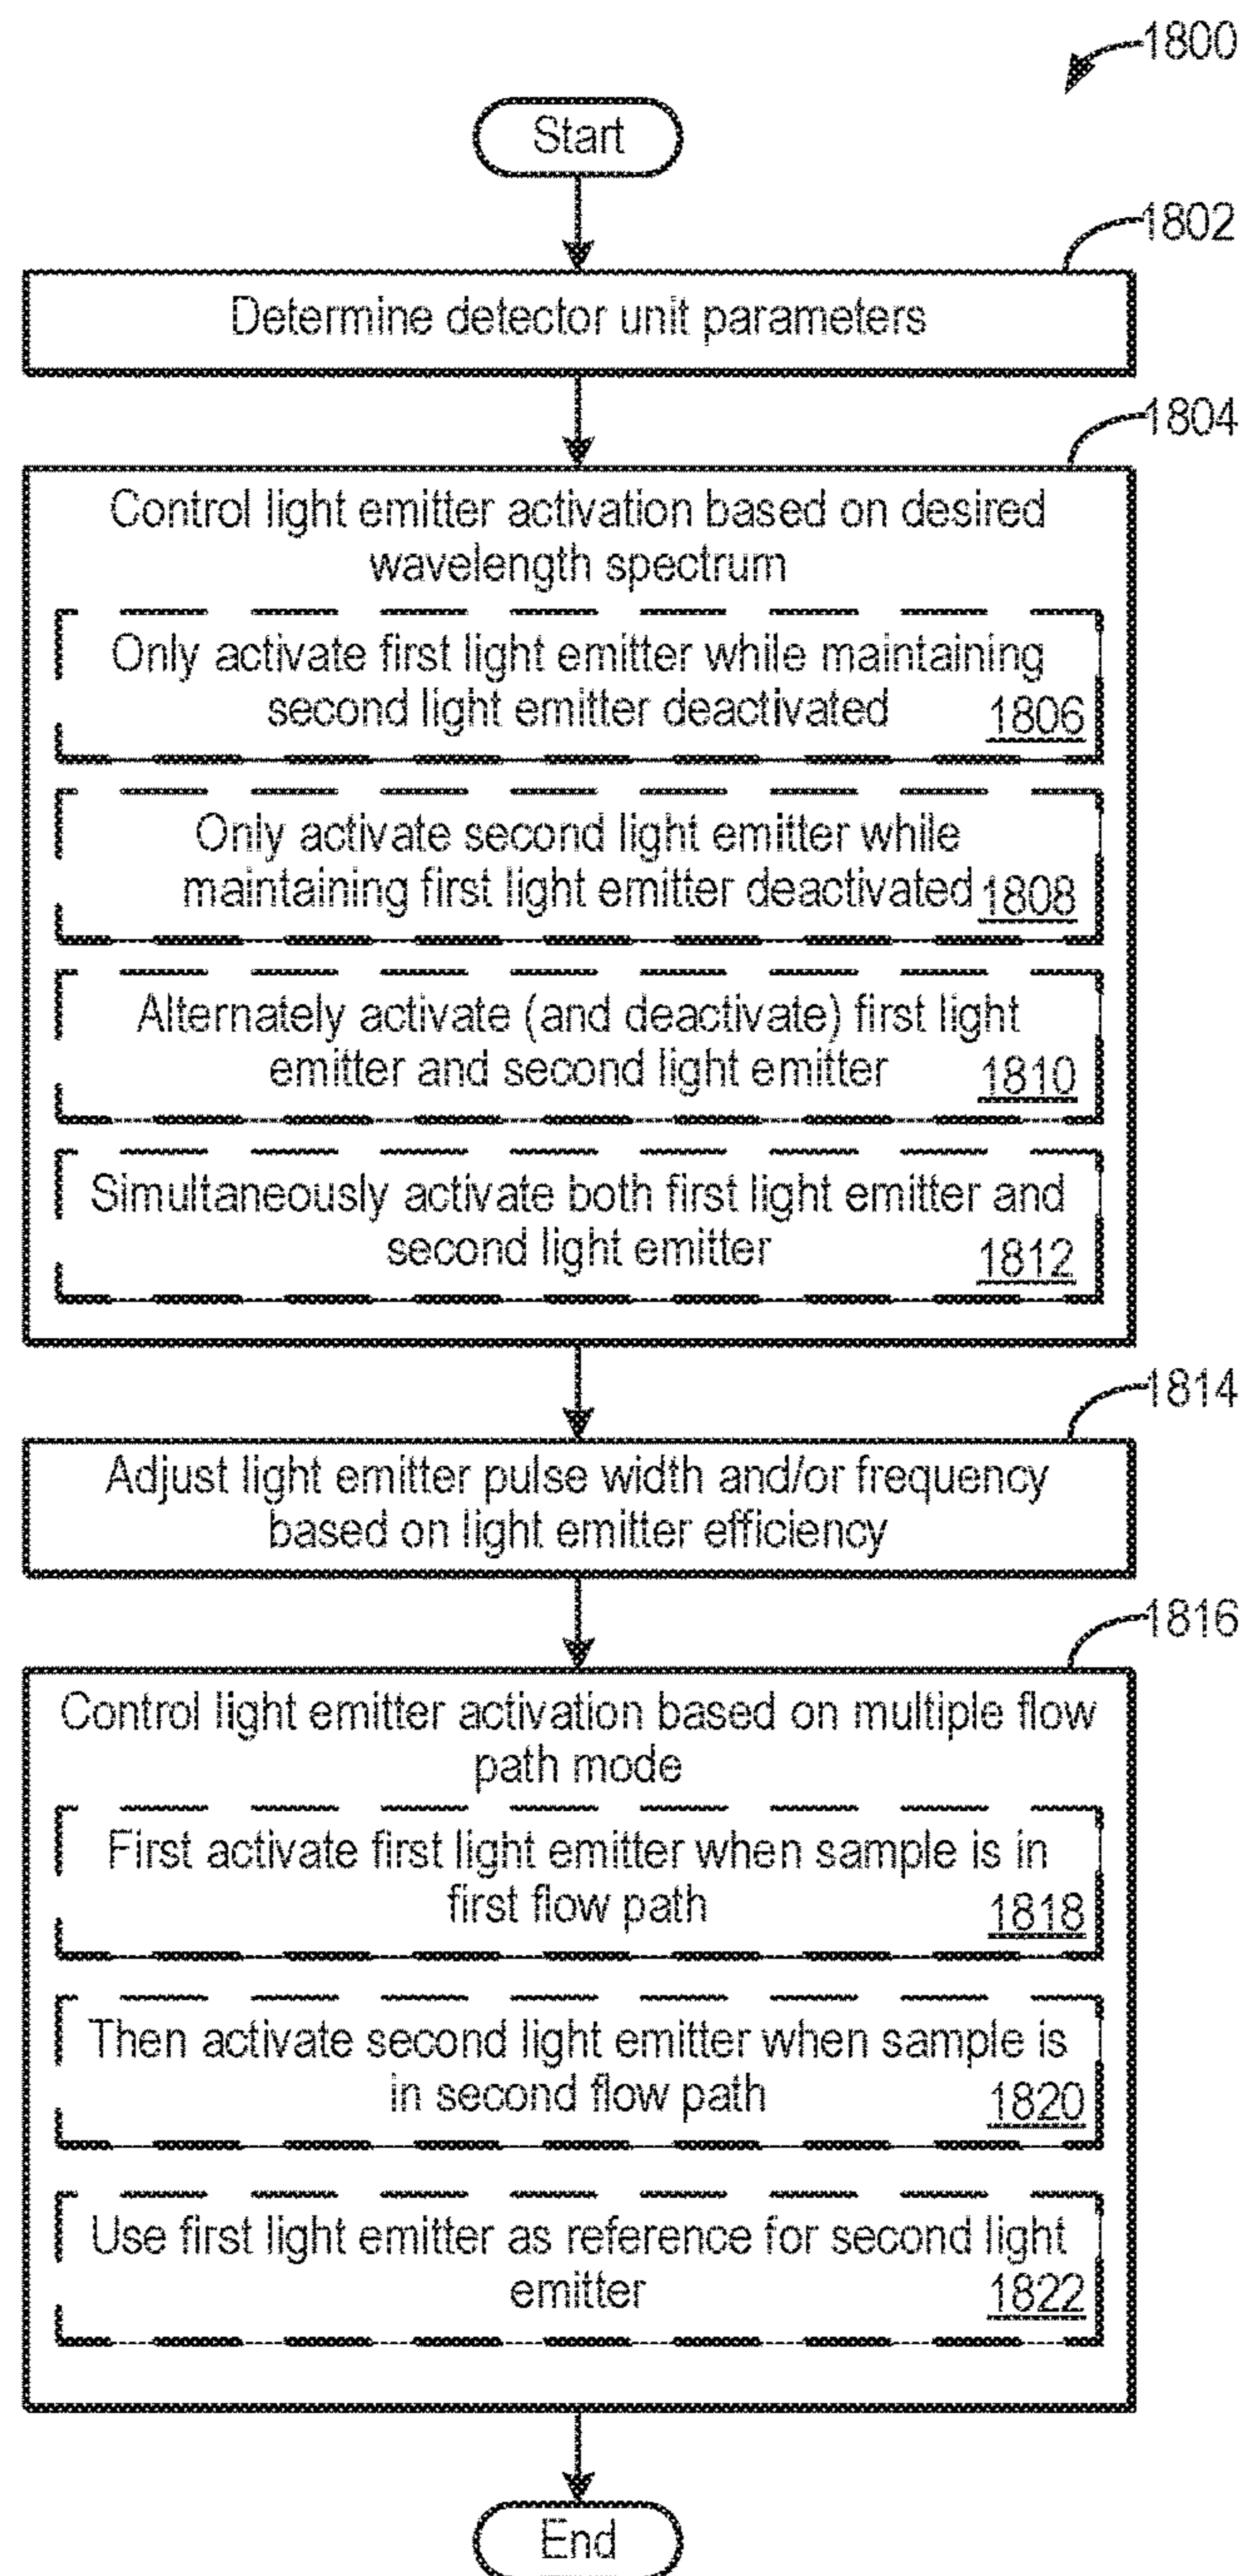 1800
Start
1802
Determine detector unit parameters
1804
Control light emitter activation based on desired
wavelength spectrum
Only activate first light emitter while maintaining
second light emitter deactivated 1806
Only activate second light emitter while
maintaining first light emitter deactivated 1808
Alternately activate (and deactivate) first light
emitter and second light emitter 1810
Simultaneously activate both first light emitter and
second light emitter 1812
1814
Adjust light emitter pulse width and/or frequency
based on light emitter efficiency
1816
Control light emitter activation based on multiple flow
path mode
First activate first light emitter when sample is in
first flow path 1818
Then activate second light emitter when sample is
in second flow path 1820
Use first light emitter as reference for second light
emitter 1822
End